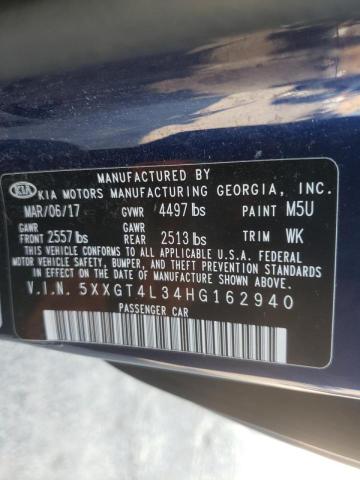 MANUFACTURED BY
KIA KIA MOTORS MANUFACTURING GEORGIA, INC.
MAR/06/17 GVWR 4497 lbs PAINT M5U
GAWR GAWR
FRONT 2557 lbs REAR 2513 lbs TRIM WK
THIS VEHICLE CONFORMS TO ALL APPLICABLE U.S.A. FEDERAL
MOTOR VEHICLE SAFETY, BUMPER, AND THEFT PREVENTION STANDARDS
IN EFFECT ON THE DATE OF MANUFACTURE SHOWN ABOVE.
V.I.N. 5XXGT4L34HG162940
PASSENGER CAR